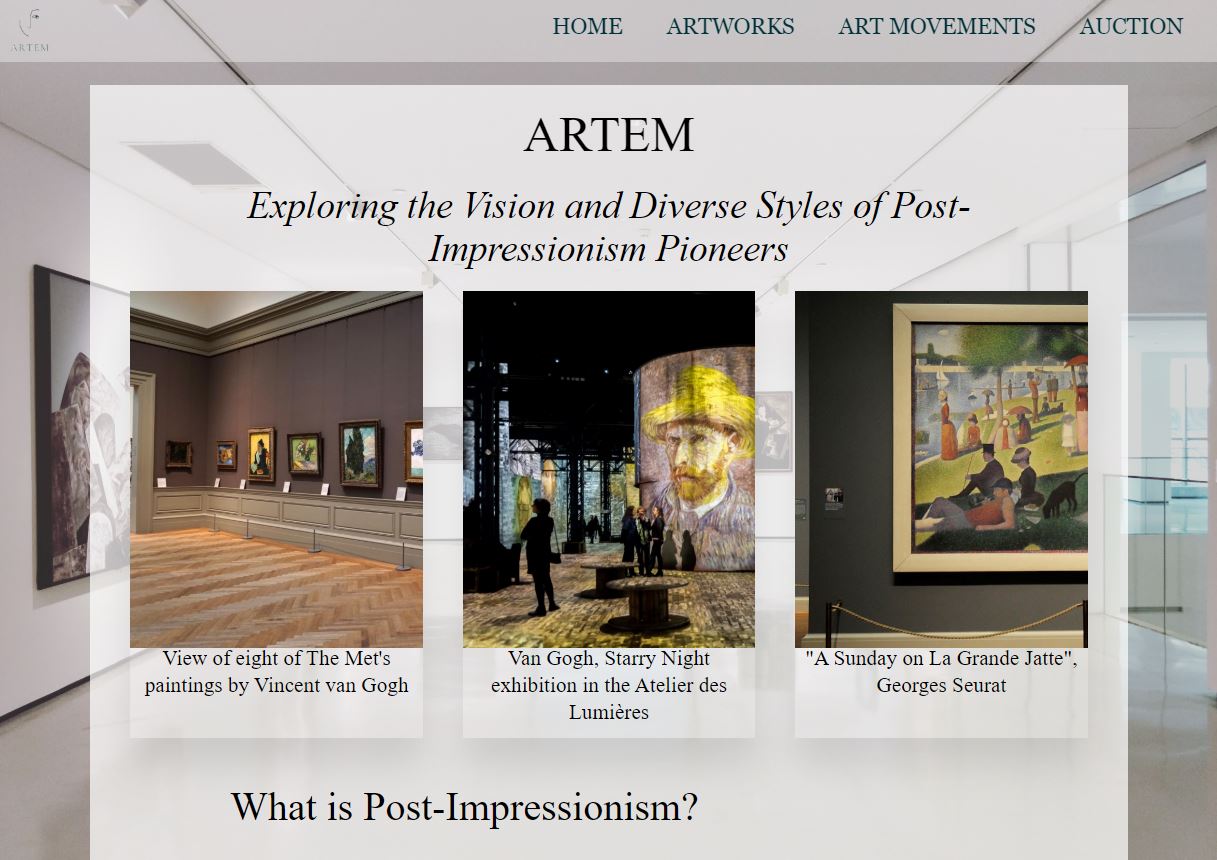 ARTEM
HOME ARTWORKS ART MOVEMENTS AUCTION
ARTEM
Exploring the Vision and Diverse Styles of Post-
Impressionism Pioneers
View of eight of The Met's
paintings by Vincent van Gogh
Van Gogh, Starry Night
exhibition in the Atelier des
Lumières
"A Sunday on La Grande Jatte",
Georges Seurat
What is Post-Impressionism?